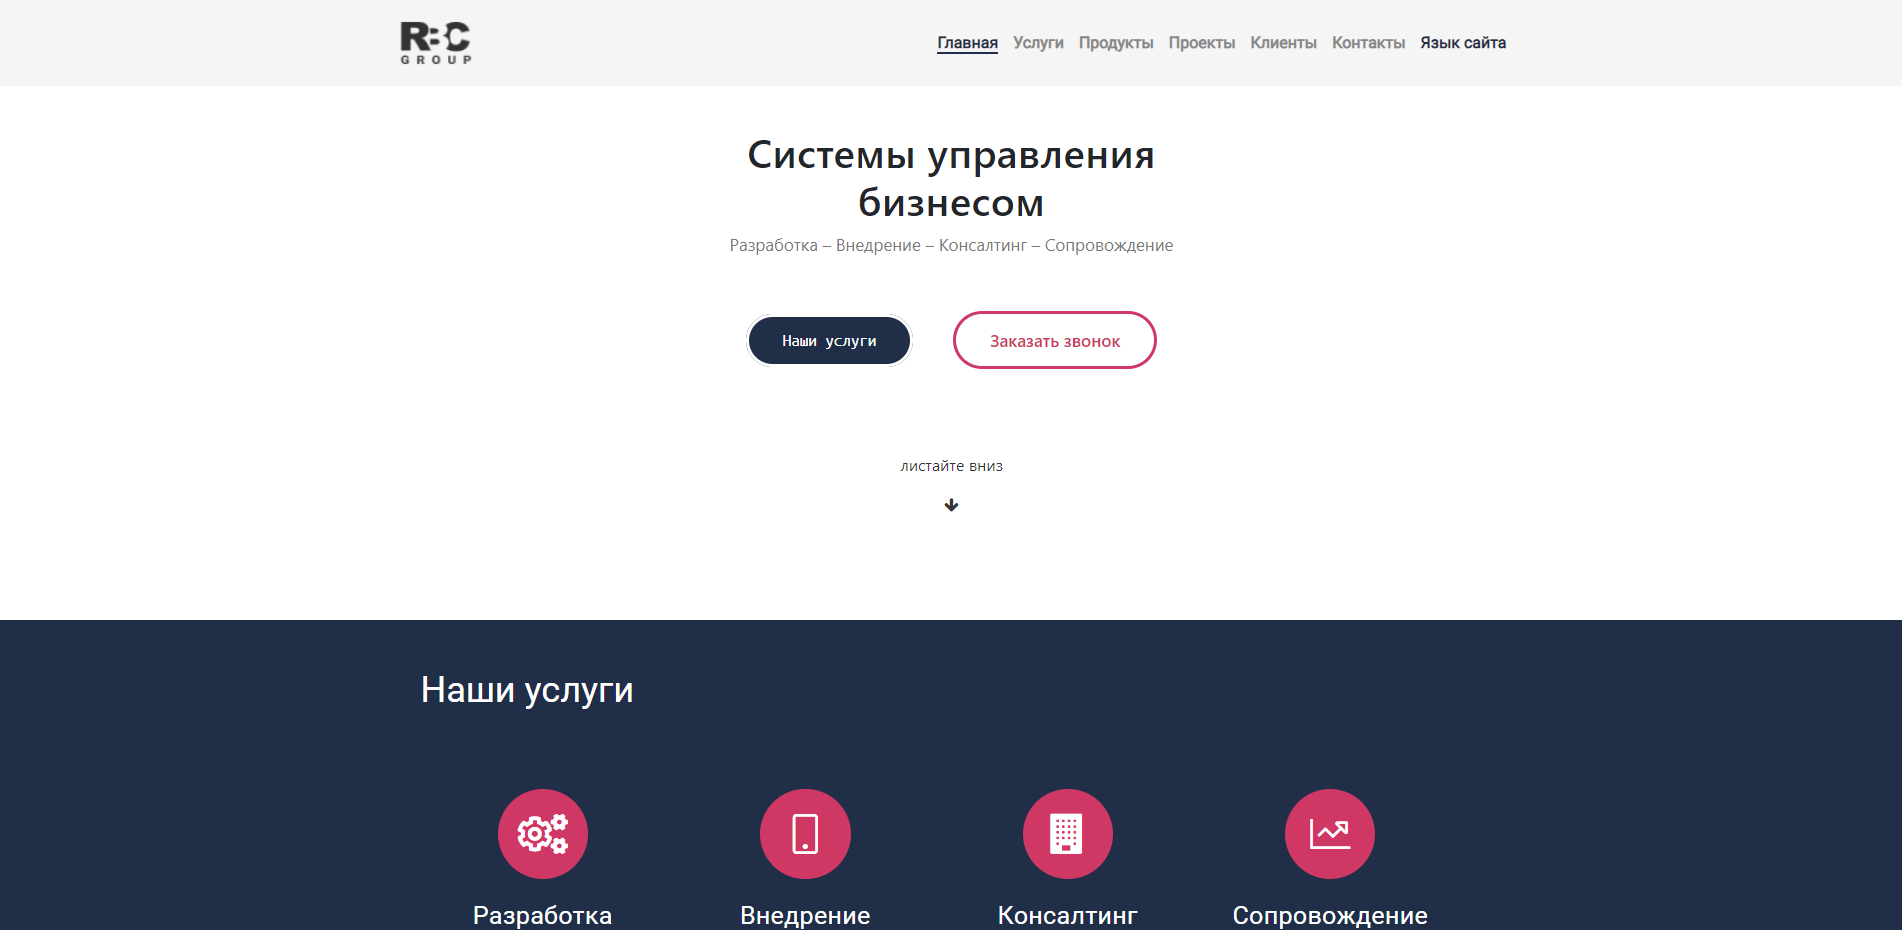 RBC
GROUP
Главная Услуги Продукты Проекты Клиенты Контакты Язык сайта
Системы управления
бизнесом
Разработка – Внедрение – Консалтинг – Сопровождение
Наши услуги Заказать звонок
листайте вниз
Наши услуги
Разработка Внедрение Консалтинг Сопровождение